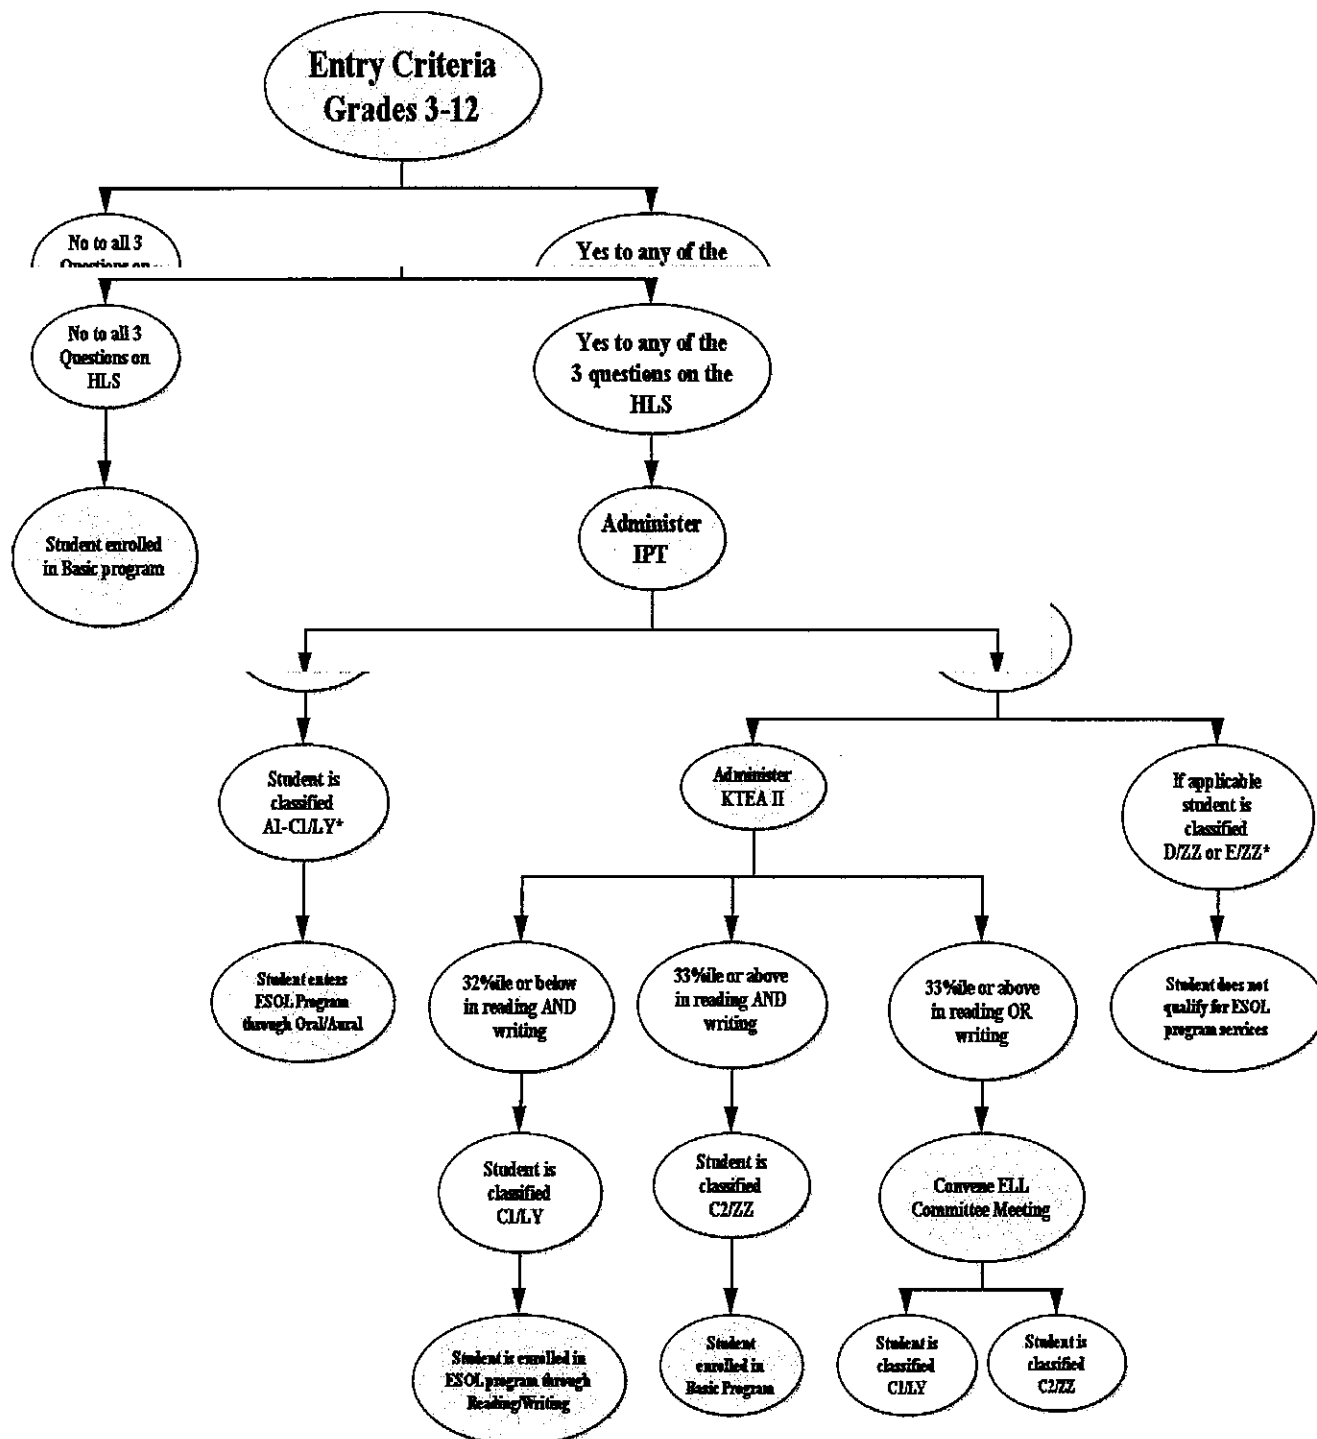 Entry Criteria
Grades 3-12
No to all 3
Questions on
Yes to any of the
No to all 3
Questions on
HLS
Yes to any of the
3 questions on the
HLS
Student enrolled
in Basic program
Administer
IPT
Student is
classified
A1-C1/LY*
Administer
KTEA II
If applicable
student is
classified
D/ZZ or E/ZZ*
Student enters
ESOL Program
through Oral/Aural
32%ile or below
in reading AND
writing
33%ile or above
in reading AND
writing
33%ile or above
in reading OR
writing
Student does not
qualify for ESOL
program services
Student is
classified
C1/LY
Student is
classified
C2/ZZ
Convene ELL
Committee Meeting
Student is enrolled in
ESOL program through
Reading/Writing
Student
enrolled in
Basic Program
Student is
classified
C1/LY
Student is
classified
C2/ZZ